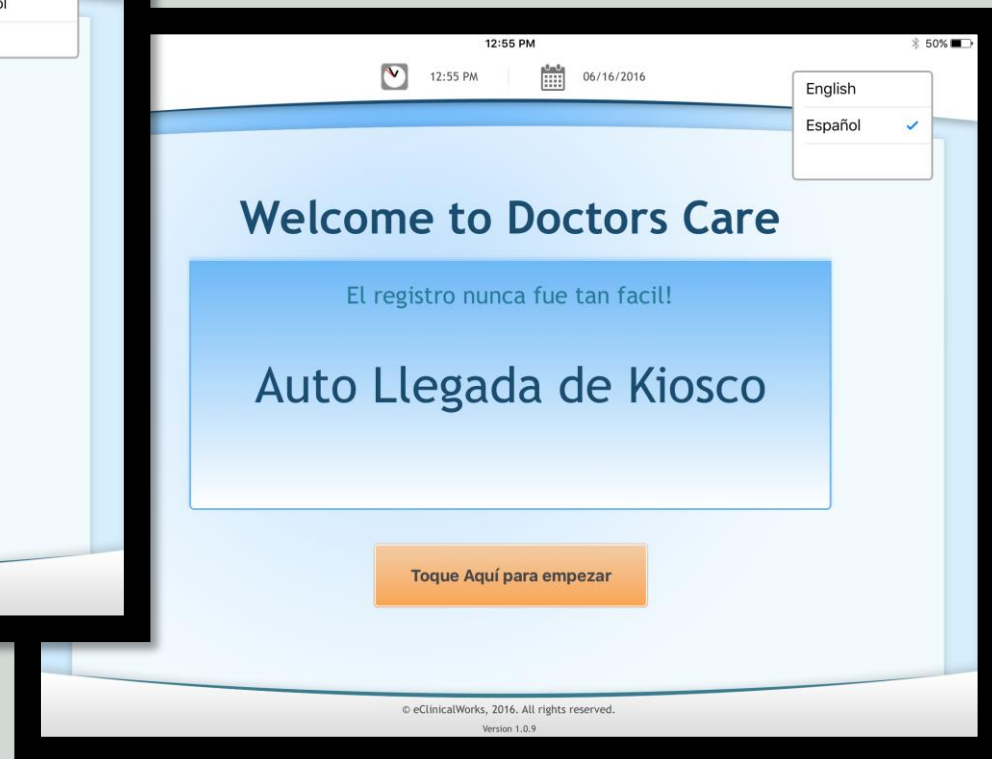 12:55 PM
50%
12:55 PM
06/16/2016
English
Español
Welcome to Doctors Care
El registro nunca fue tan facil!
Auto Llegada de Kiosco
Toque Aquí para empezar
© eClinicalWorks, 2016. All rights reserved.
Version 1.0.9